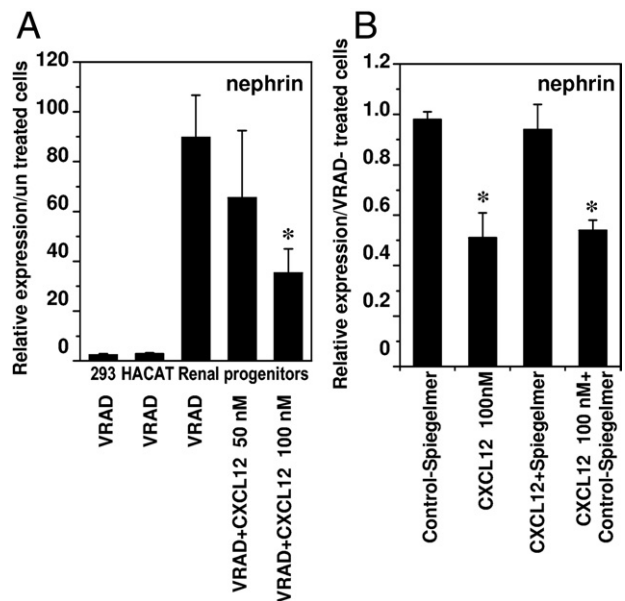 A
Relative expression/un treated cells
120
100
80
60
40
20
0
nephrin
*
293 HACAT Renal progenitors
VRAD
VRAD
VRAD
VRAD+CXCL12 50 nM
VRAD+CXCL12 100 nM
B
Relative expression/VRAD- treated cells
1.2
1.0
0.8
0.6
0.4
0.2
0
nephrin
*
*
Control-Spiegelmer
CXCL12 100nM
CXCL12+Spiegelmer
CXCL12 100 nM+
Control-Spiegelmer